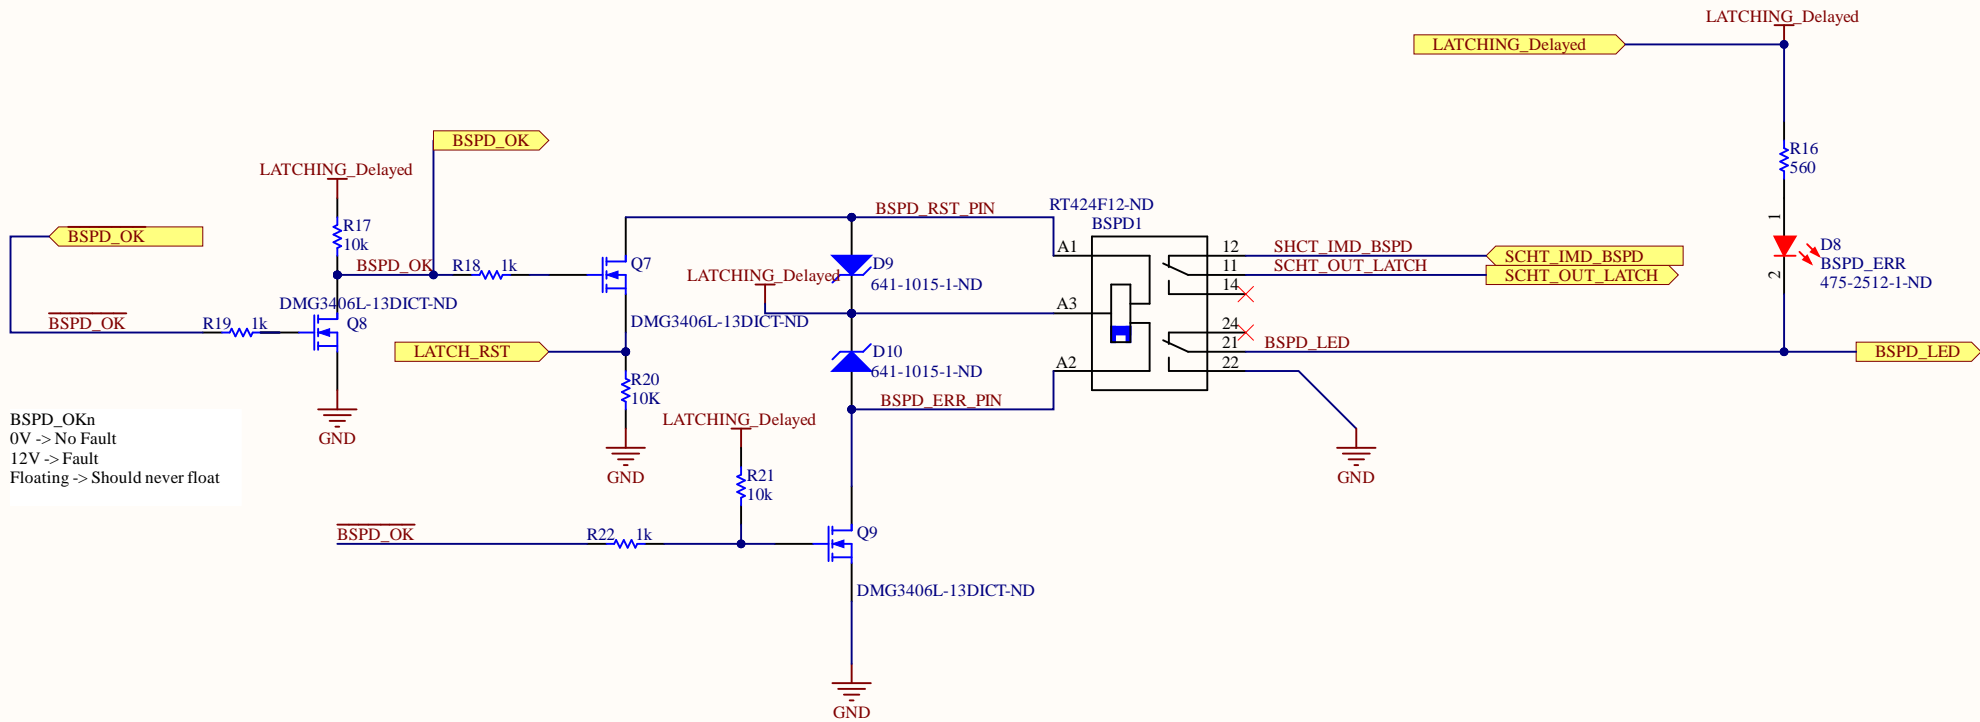 LATCHING_Delayed
LATCHING_Delayed
BSPD_OK
R16
560
LATCHING_Delayed
RT424F12-ND
BSPD_RST_PIN
BSPD1
R17
10k
BSPD_OK
1
A1
12
SHCT_IMD_BSPD
SCHT_IMD_BSPD
D8
BSPD_OK
R18
1k
Q7
D9
11
SCHT_OUT_LATCH
SCHT_OUT_LATCH
BSPD_ERR
LATCHING_Delayed
641-1015-1-ND
14
2
475-2512-1-ND
DMG3406L-13DICT-ND
A3
BSPD_OK
R19
1k
Q8
DMG3406L-13DICT-ND
24
LATCH_RST
D10
21
BSPD_LED
BSPD_LED
641-1015-1-ND
A2
22
R20
10K
BSPD_ERR_PIN
BSPD_OKn
0V -> No Fault
12V -> Fault
Floating -> Should never float
GND
LATCHING_Delayed
GND
GND
R21
10k
BSPD_OK
R22
1k
Q9
DMG3406L-13DICT-ND
GND